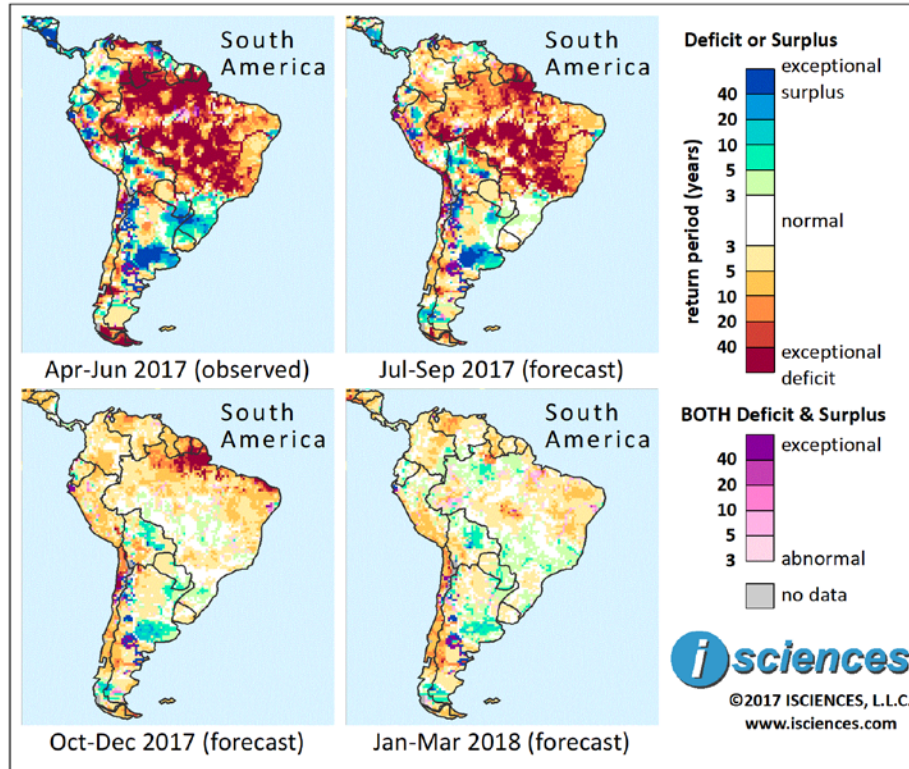 South
America
South
America
Apr-Jun 2017 (observed)
Jul-Sep 2017 (forecast)
South
America
South
America
Oct-Dec 2017 (forecast)
Jan-Mar 2018 (forecast)
Deficit or Surplus
return period (years)
exceptional
surplus
40
20
10
5
3
normal
3
5
10
20
40
exceptional
deficit
BOTH Deficit & Surplus
exceptional
40
20
10
5
3
abnormal
no data
i sciences
©2017 ISCIENCES, L.L.C.
www.isciences.com